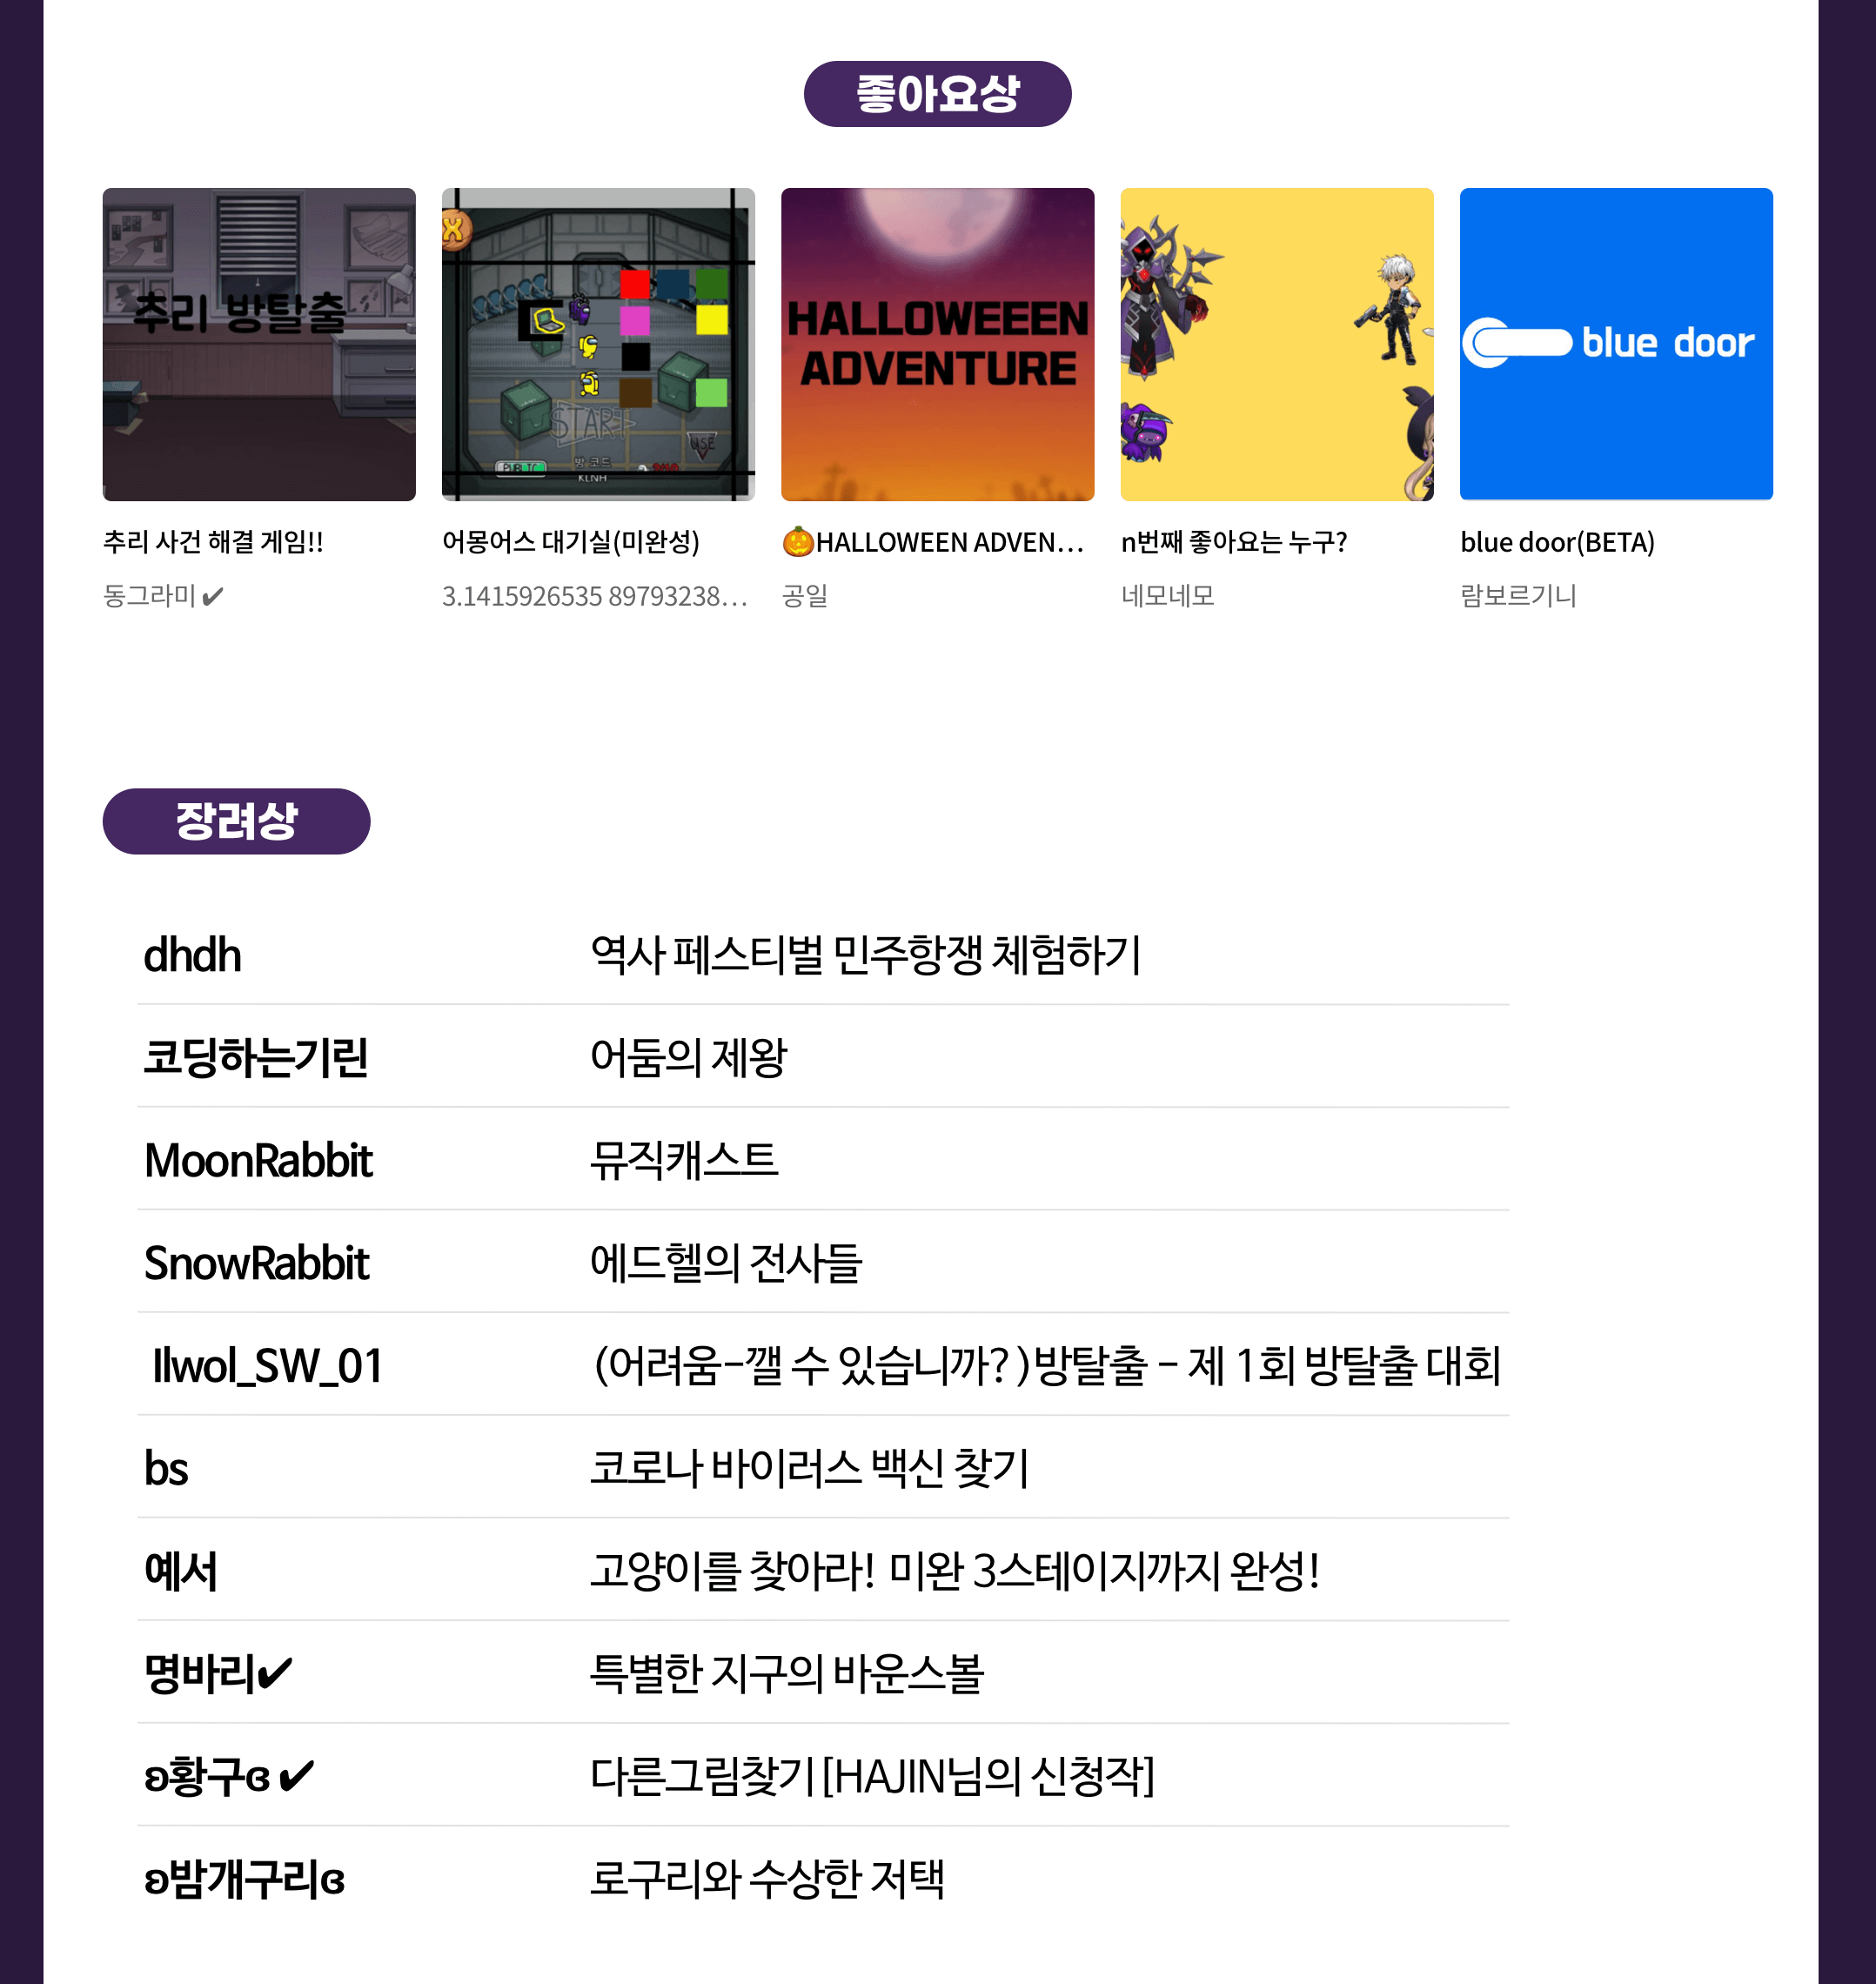 좋아요상
추리 방탈출
START
USE
PUBLIC
방 코드
KLNH
HALLOWEEEN
ADVENTURE
blue door
추리 사건 해결 게임!!
어몽어스 대기실(미완성)
🎃HALLOWEEN ADVEN...
n번째 좋아요는 누구?
blue door(BETA)
동그라미 ✔
3.1415926535 89793238...
공일
네모네모
람보르기니
장려상
dhdh 역사 페스티벌 민주항쟁 체험하기
코딩하는기린 어둠의 제왕
MoonRabbit 뮤직캐스트
SnowRabbit 에드헬의 전사들
Ilwol_SW_01 (어려움-깰 수 있습니까? )방탈출 - 제 1회 방탈출 대회
bs 코로나 바이러스 백신 찾기
예서 고양이를 찾아라! 미완 3스테이지까지 완성!
명바리✔ 특별한 지구의 바운스볼
ʚ황구ɞ ✔ 다른그림찾기 [HAJIN님의 신청작]
ʚ밤개구리ɞ 로구리와 수상한 저택